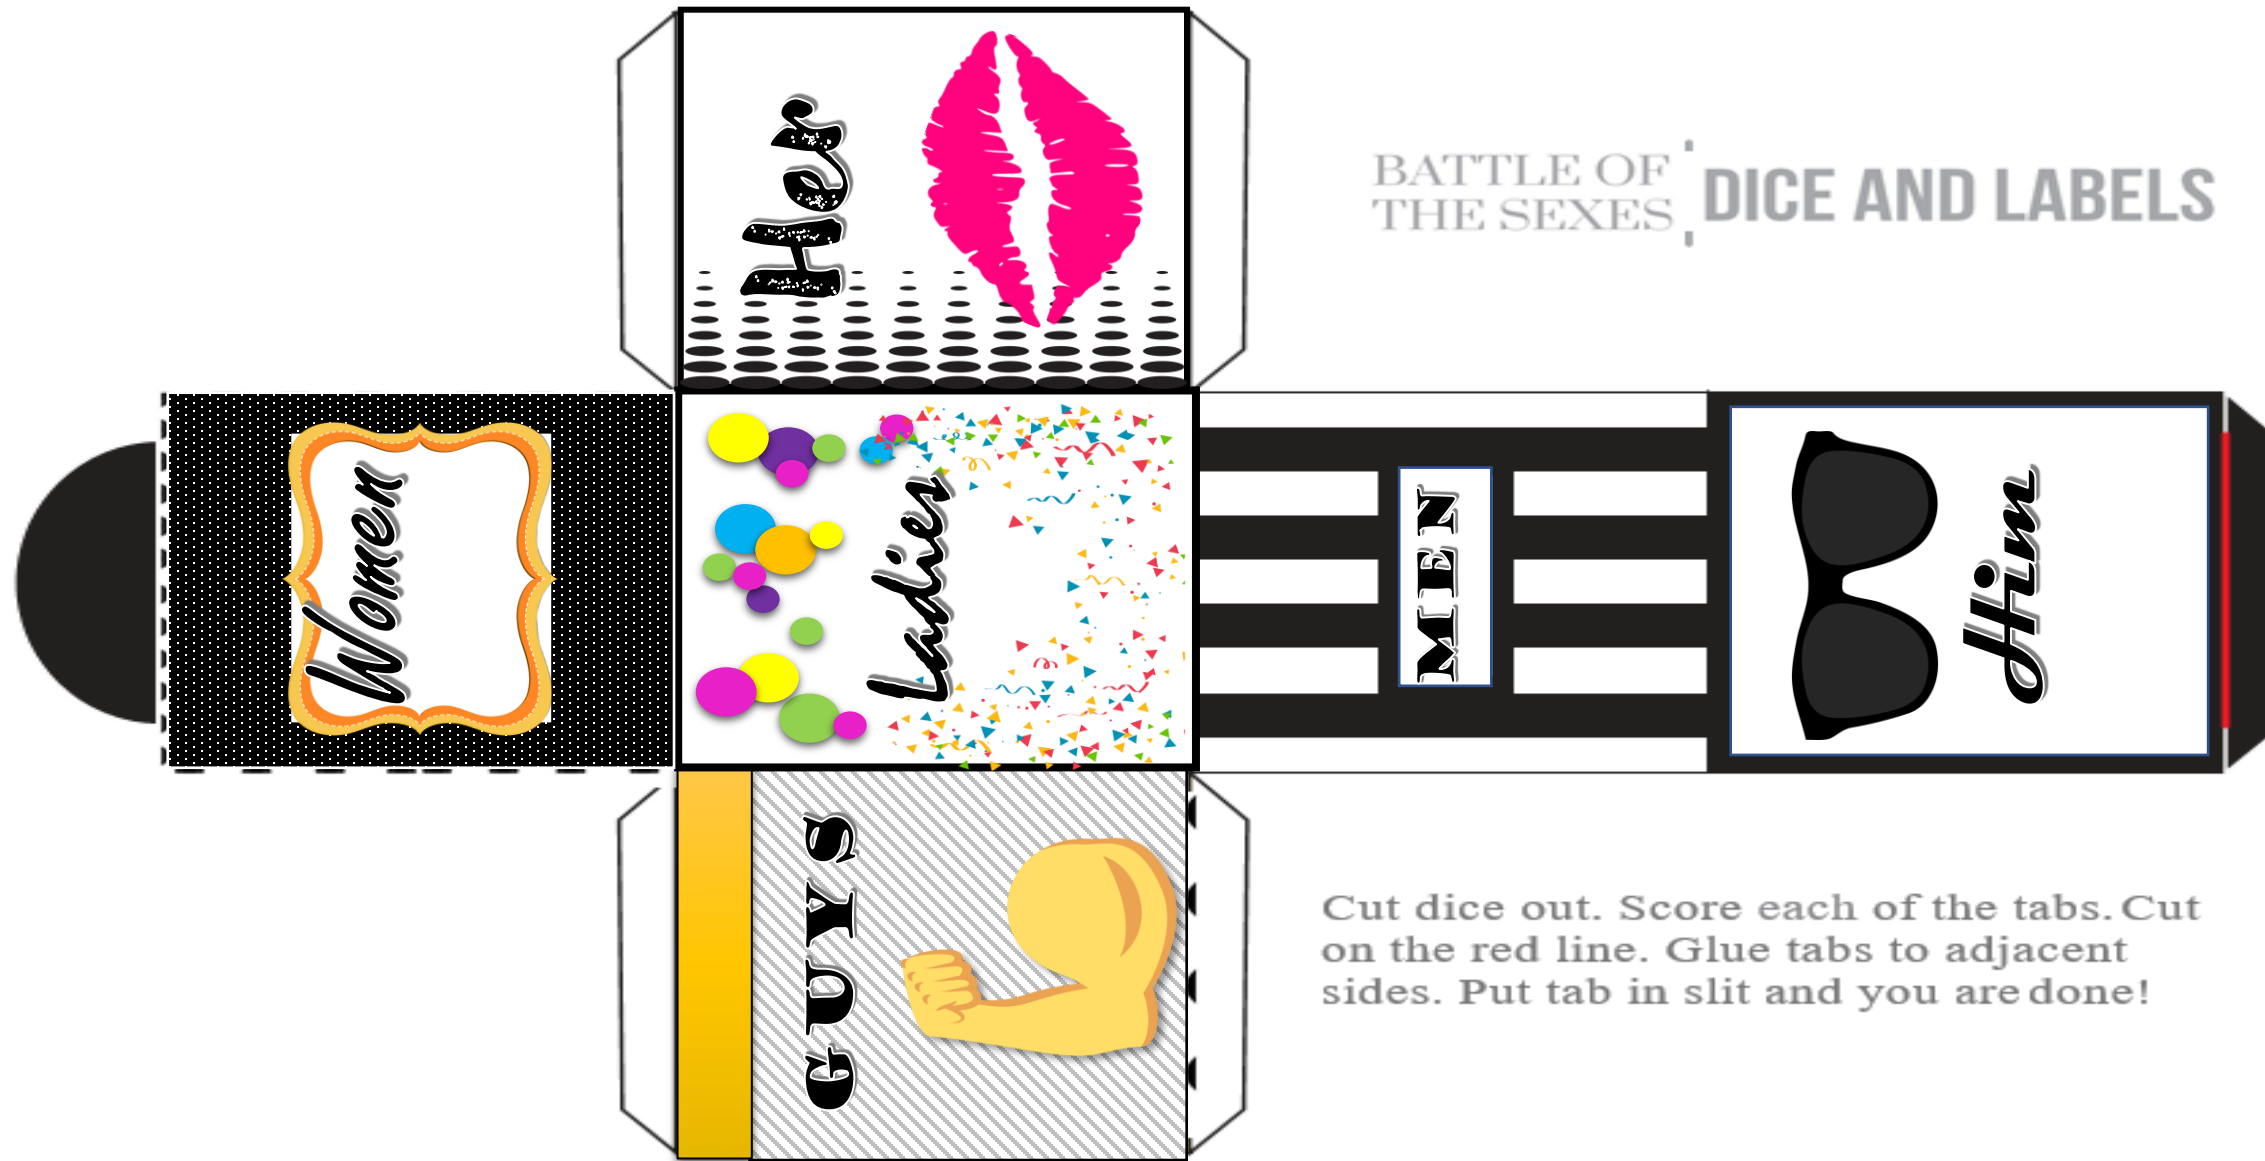 Her
BATTLE OF
THE SEXES
DICE AND LABELS
Women
Ladies
MEN
Him
GUYS
Cut dice out. Score each of the tabs. Cut
on the red line. Glue tabs to adjacent
sides. Put tab in slit and you are done!